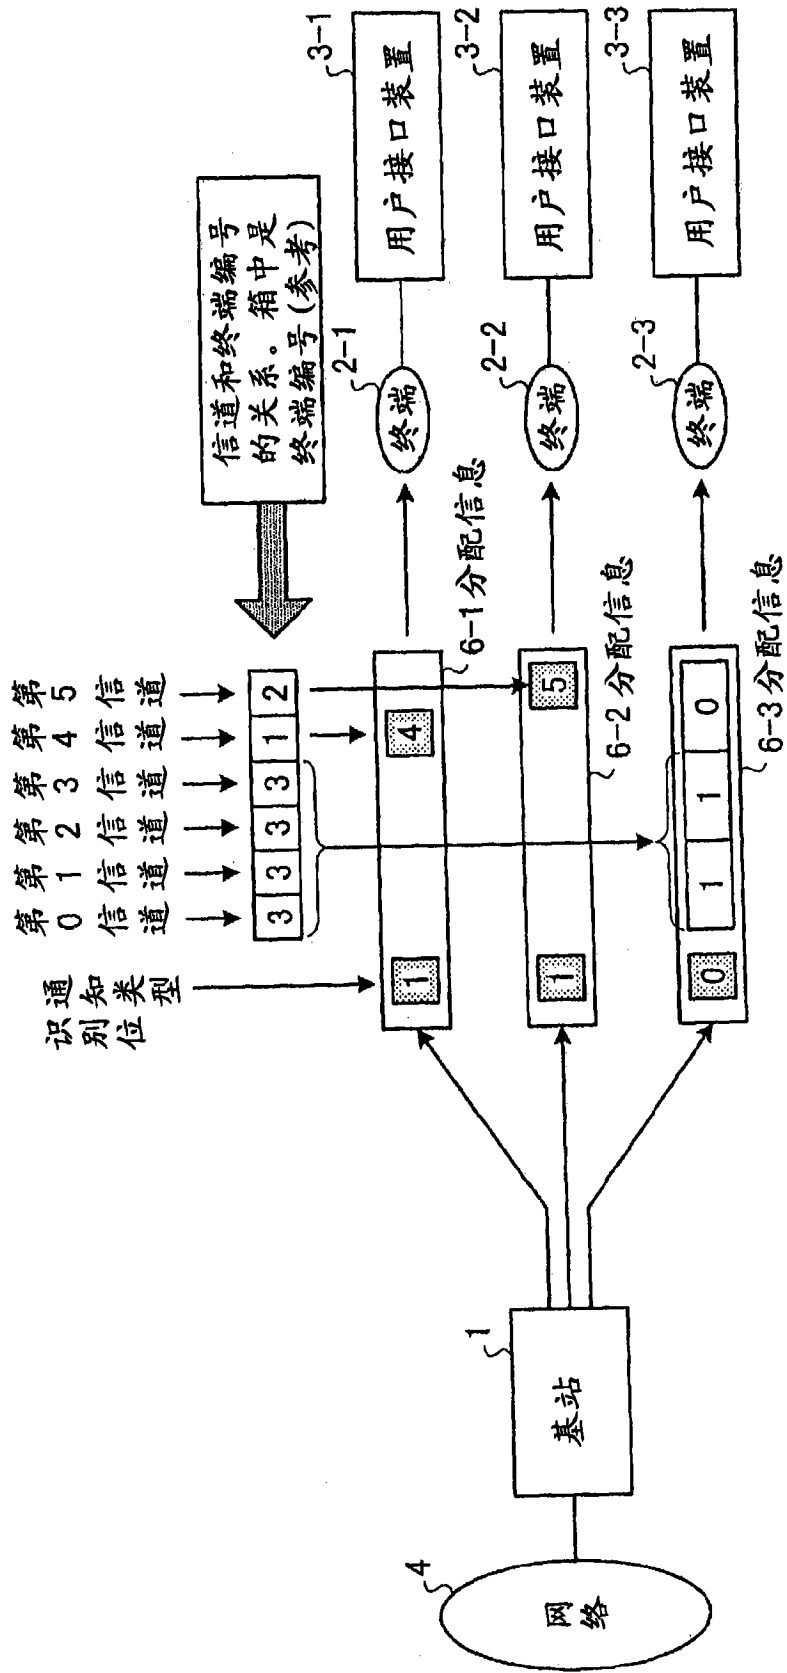 第0信道
第1信道
第2信道
第3信道
第4信道
第5信道
通知类型
识别位
3 3 3 3 1 2
信道和终端编号
的关系。箱中是
终端编号(参考)
1 4
6-1 分配信息
2-1
终端
3-1
用户接口装置
1 5
6-2 分配信息
2-2
终端
3-2
用户接口装置
0 1 1 0
6-3 分配信息
2-3
终端
3-3
用户接口装置
1
基站
4
网络